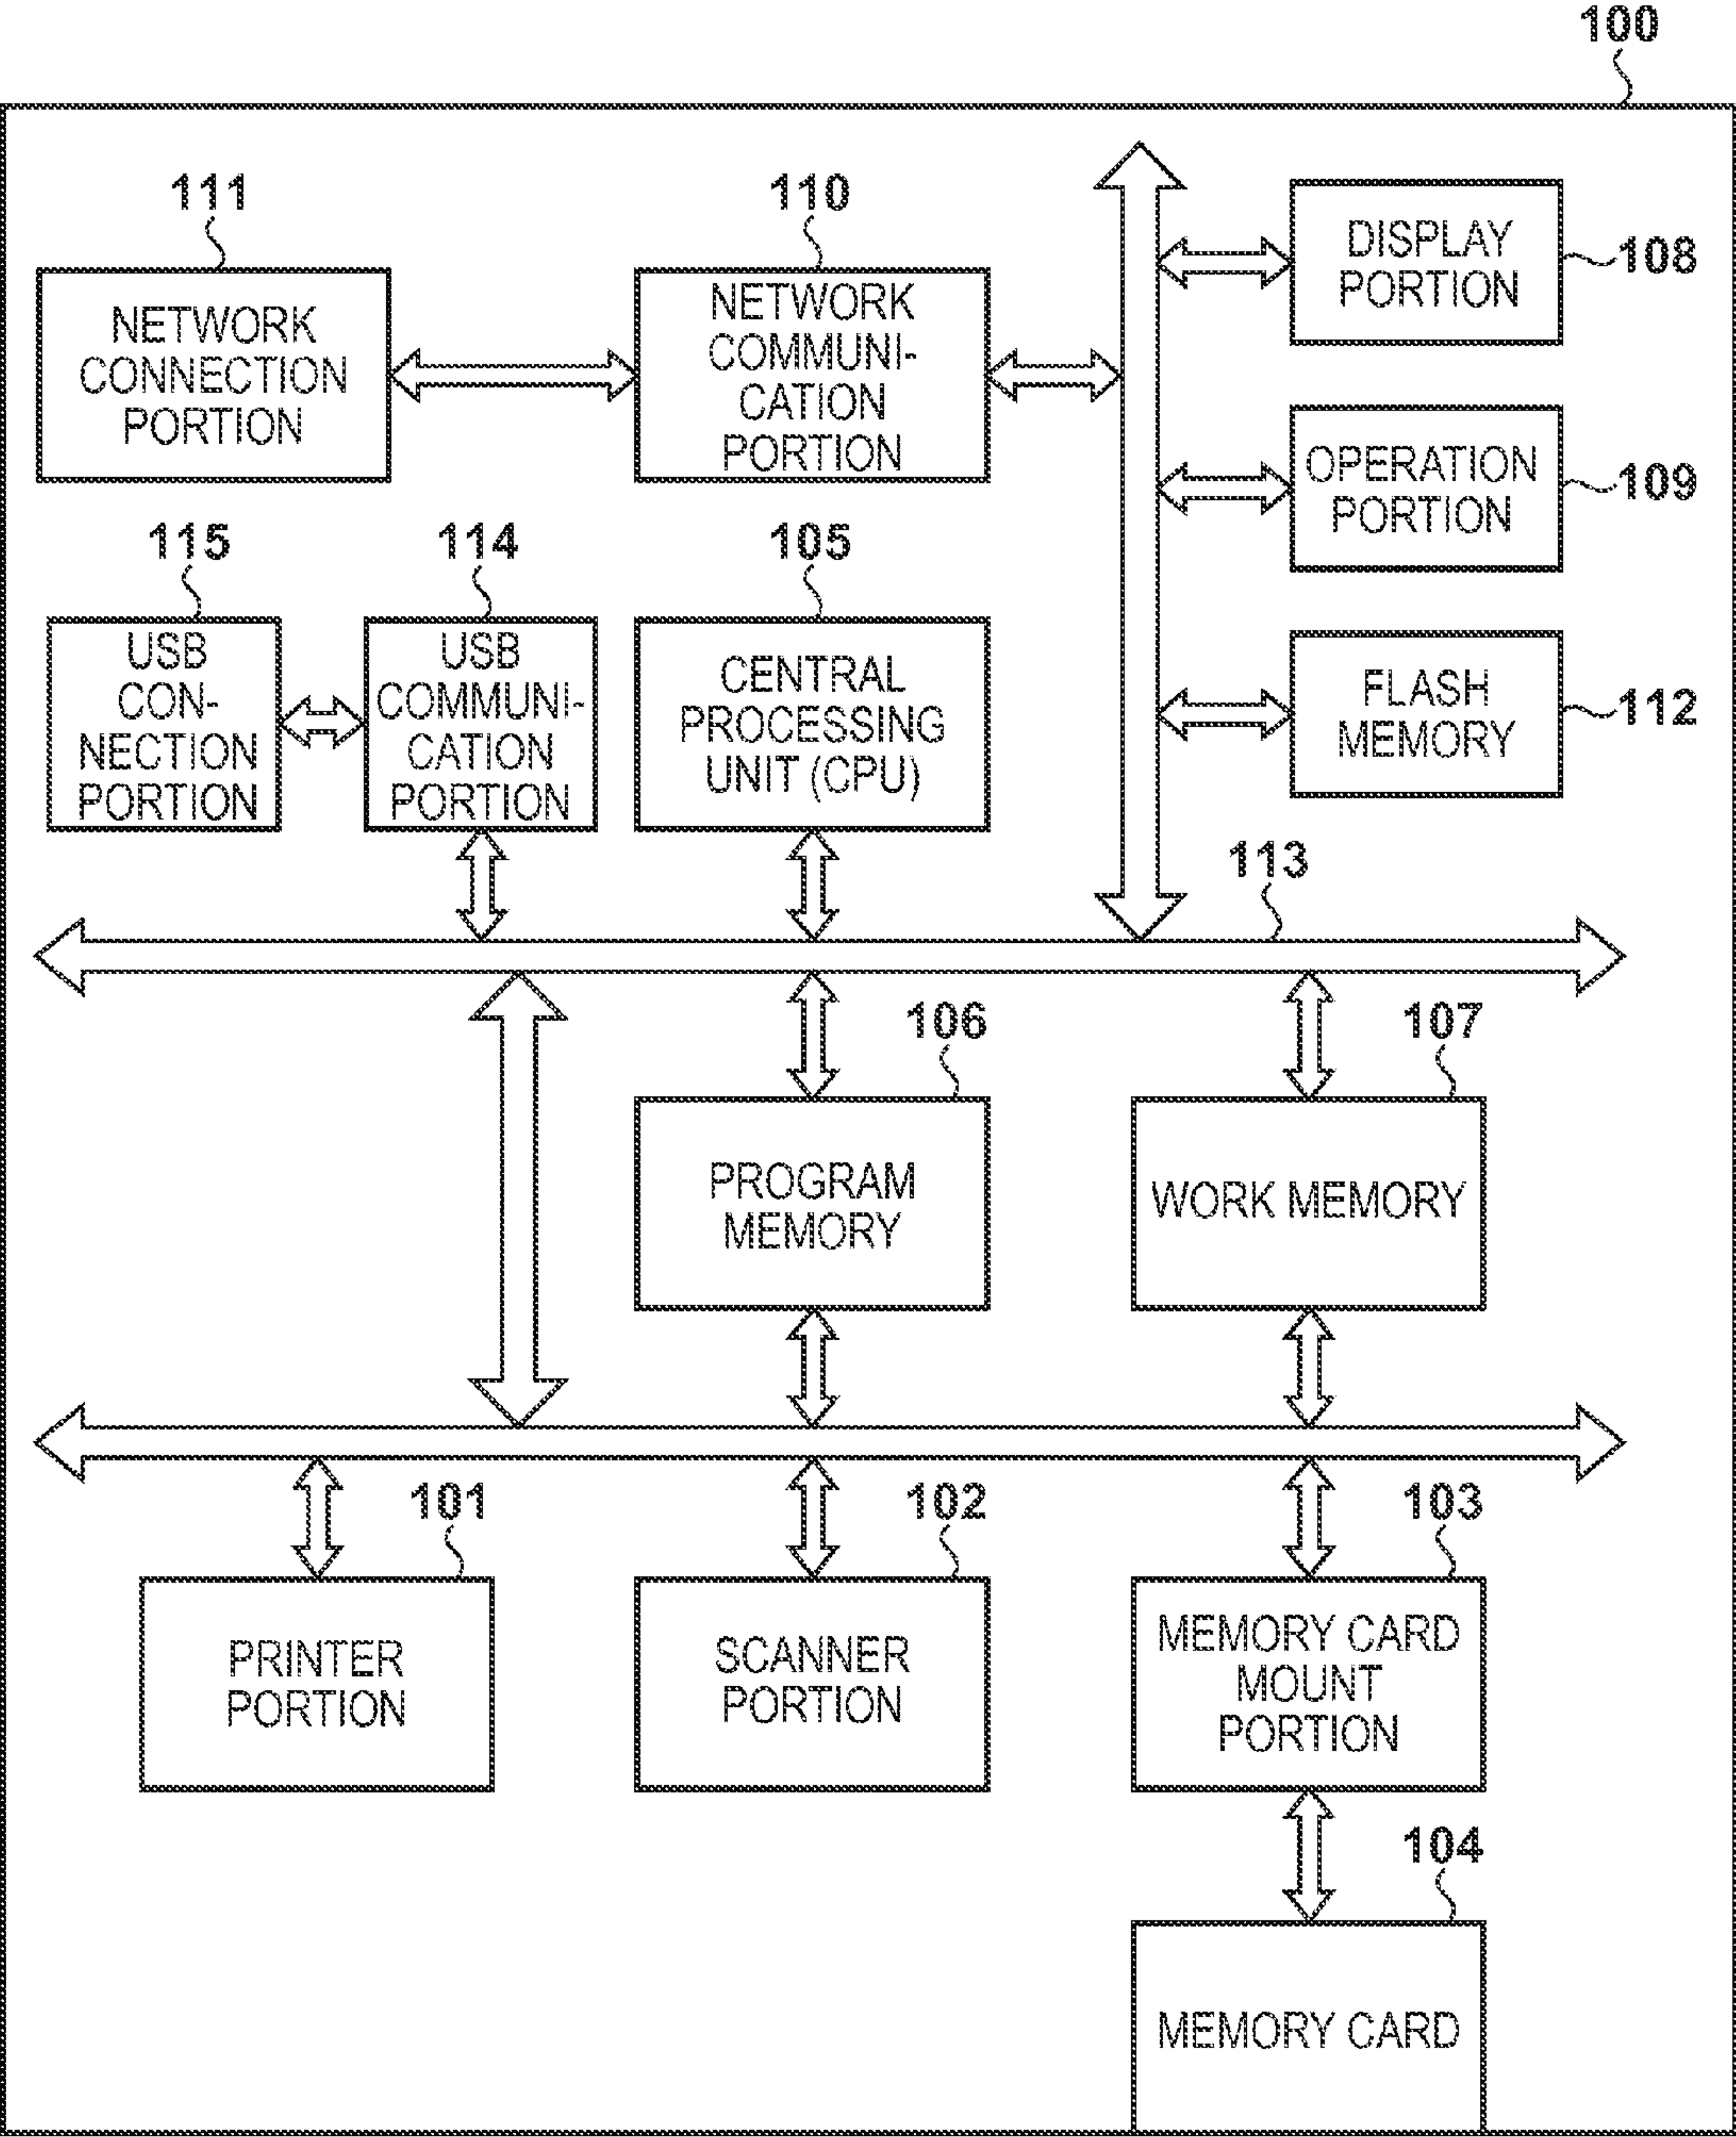 100
111
NETWORK
CONNECTION
PORTION
110
NETWORK
COMMUNI-
CATION
PORTION
DISPLAY
PORTION
108
OPERATION
PORTION
109
115
USB
CON-
NECTION
PORTION
114
USB
COMMUNI-
CATION
PORTION
105
CENTRAL
PROCESSING
UNIT (CPU)
FLASH
MEMORY
112
113
106
PROGRAM
MEMORY
107
WORK MEMORY
101
PRINTER
PORTION
102
SCANNER
PORTION
103
MEMORY CARD
MOUNT
PORTION
104
MEMORY CARD